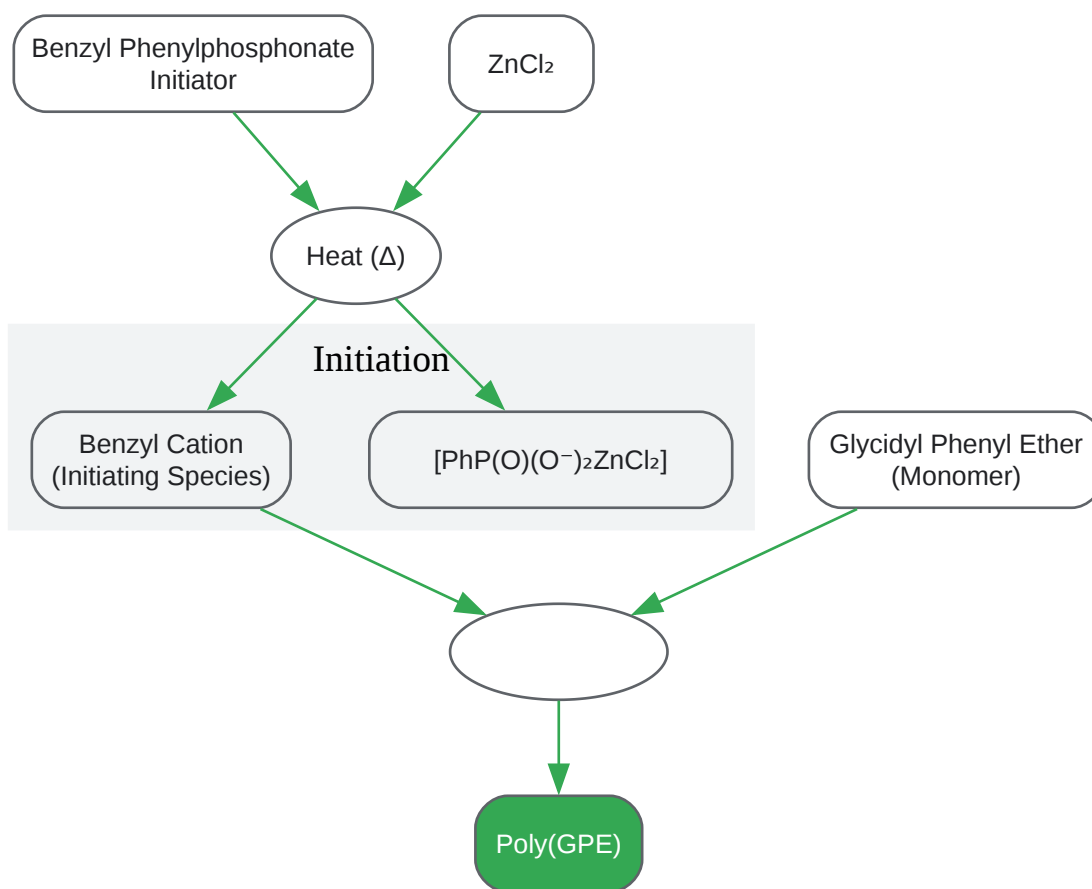 Benzyl Phenylphosphonate
Initiator
ZnCl₂
Heat (Δ)
Initiation
Benzyl Cation
(Initiating Species)
[PhP(O)(O⁻)₂ZnCl₂]
Glycidyl Phenyl Ether
(Monomer)
Poly(GPE)